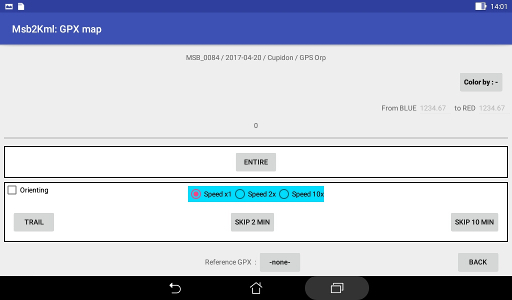 14:01
Msb2Kml: GPX map
MSB_0084 / 2017-04-20 / Cupidon / GPS Orp
Color by : -
From BLUE 1234.67 to RED 1234.67
0
ENTIRE
Orienting Speed x1 Speed 2x Speed 10x
TRAIL SKIP 2 MIN SKIP 10 MIN
Reference GPX : -none- BACK